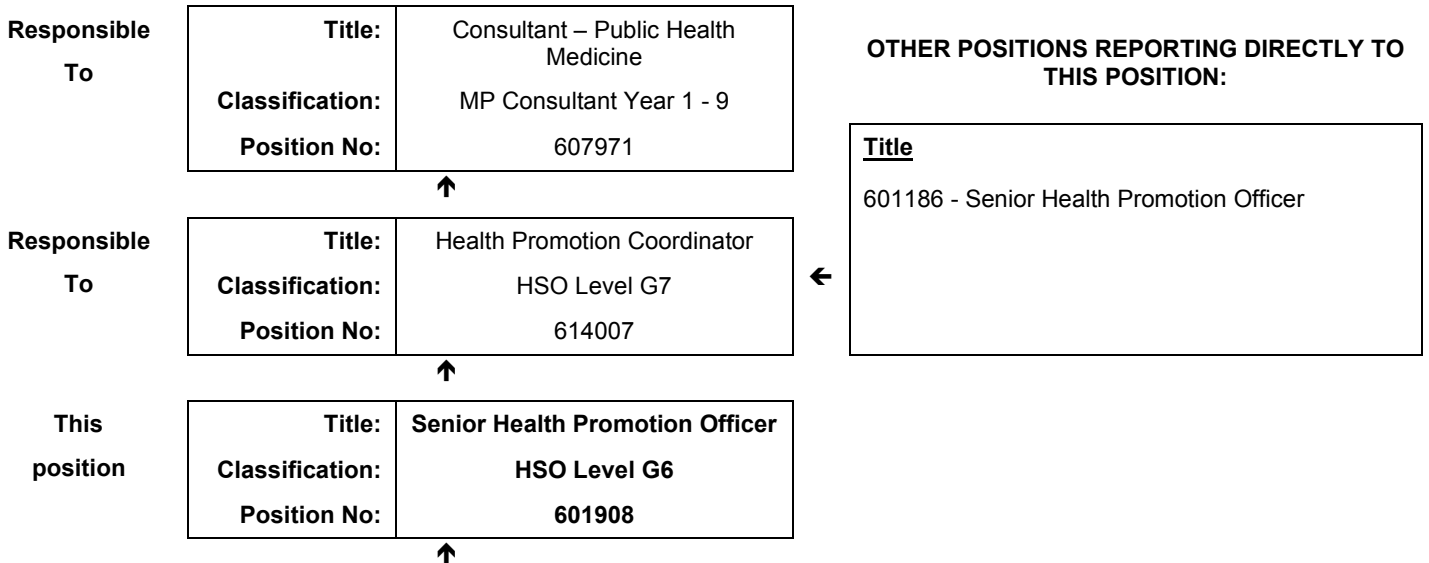 Responsible
To
Title:
Consultant – Public Health
Medicine
Classification:
MP Consultant Year 1 - 9
Position No:
607971
OTHER POSITIONS REPORTING DIRECTLY TO
THIS POSITION:
Title
601186 - Senior Health Promotion Officer
Responsible
To
Title:
Health Promotion Coordinator
Classification:
HSO Level G7
Position No:
614007
This
position
Title:
Senior Health Promotion Officer
Classification:
HSO Level G6
Position No:
601908